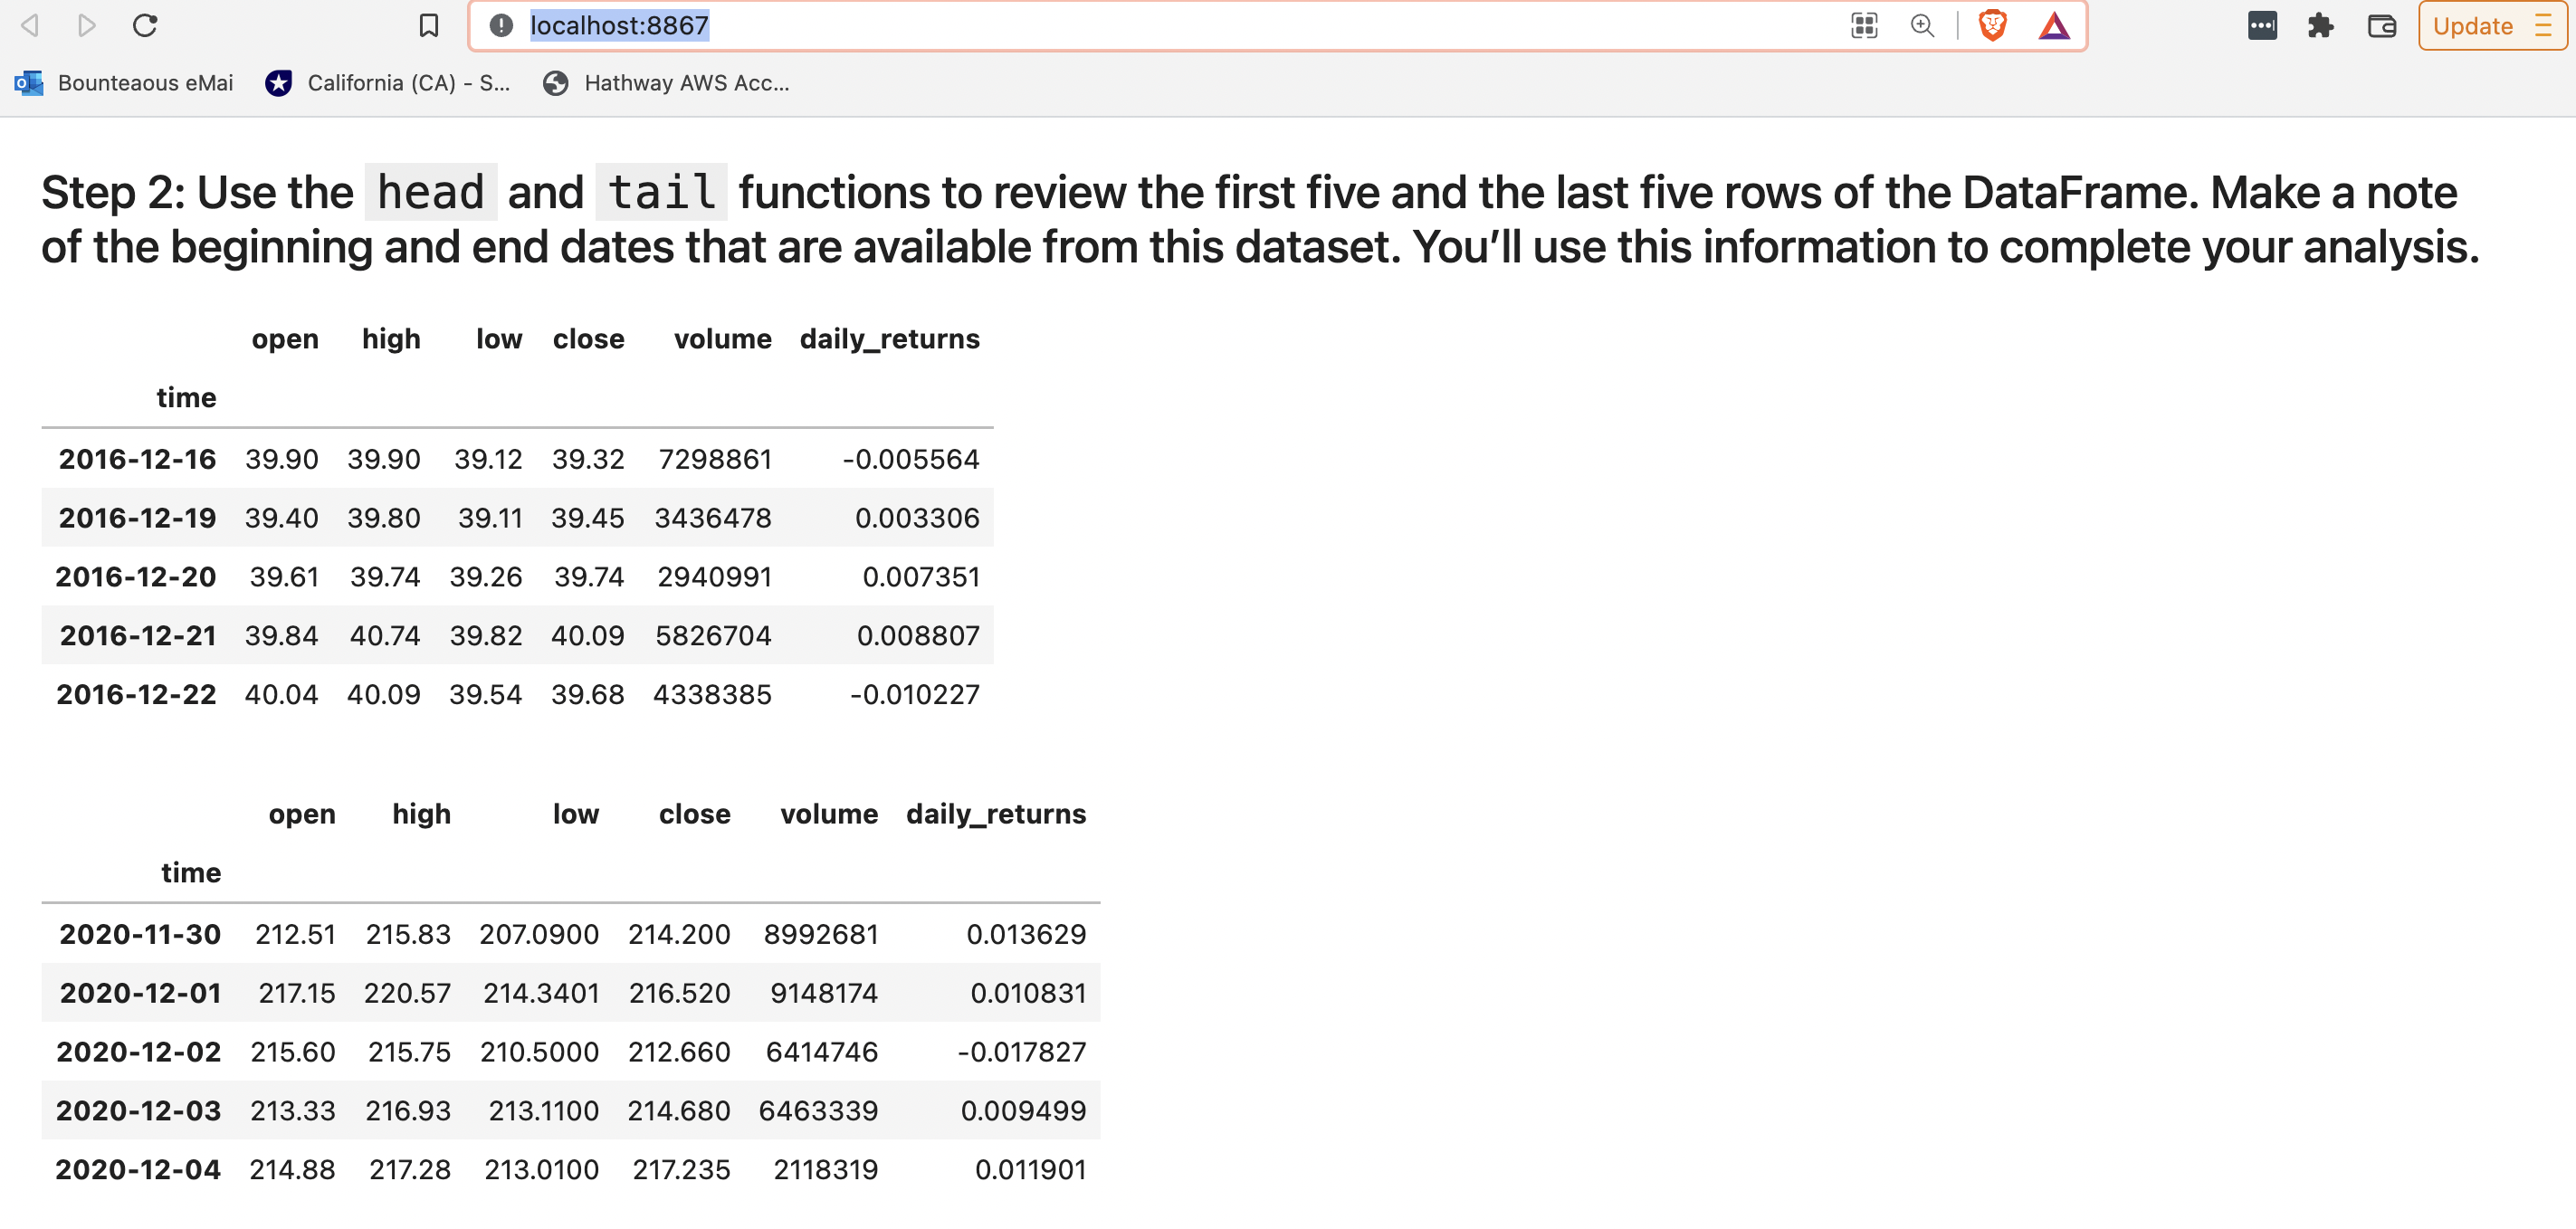 localhost:8867
Update
Bounteaous eMai
California (CA) - S...
Hathway AWS Acc...
Step 2: Use the head and tail functions to review the first five and the last five rows of the DataFrame. Make a note
of the beginning and end dates that are available from this dataset. You’ll use this information to complete your analysis.
open high low close volume daily_returns
time
2016-12-16 39.90 39.90 39.12 39.32 7298861 -0.005564
2016-12-19 39.40 39.80 39.11 39.45 3436478 0.003306
2016-12-20 39.61 39.74 39.26 39.74 2940991 0.007351
2016-12-21 39.84 40.74 39.82 40.09 5826704 0.008807
2016-12-22 40.04 40.09 39.54 39.68 4338385 -0.010227
open high low close volume daily_returns
time
2020-11-30 212.51 215.83 207.0900 214.200 8992681 0.013629
2020-12-01 217.15 220.57 214.3401 216.520 9148174 0.010831
2020-12-02 215.60 215.75 210.5000 212.660 6414746 -0.017827
2020-12-03 213.33 216.93 213.1100 214.680 6463339 0.009499
2020-12-04 214.88 217.28 213.0100 217.235 2118319 0.011901